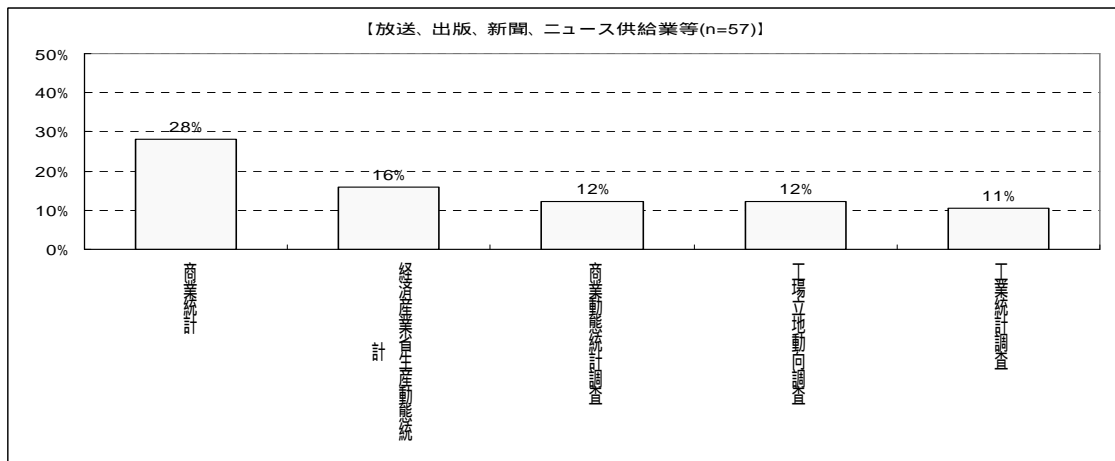 【放送、出版、新聞、ニュース供給業等(n=57)】
50%
40%
30%
20%
10%
0%
28%
16%
12%
12%
11%
商業統計
経済産業省生産動態統
計
商業動態統計調査
工場立地動向調査
工業統計調査